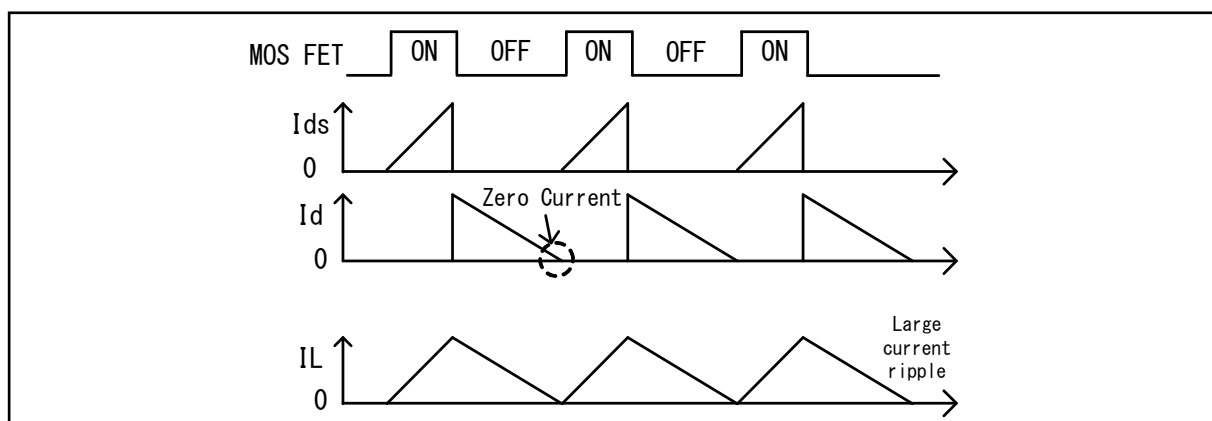 MOS FET ON OFF ON OFF ON
Ids
0
Zero Current
Id
0
Large
current
ripple
IL
0